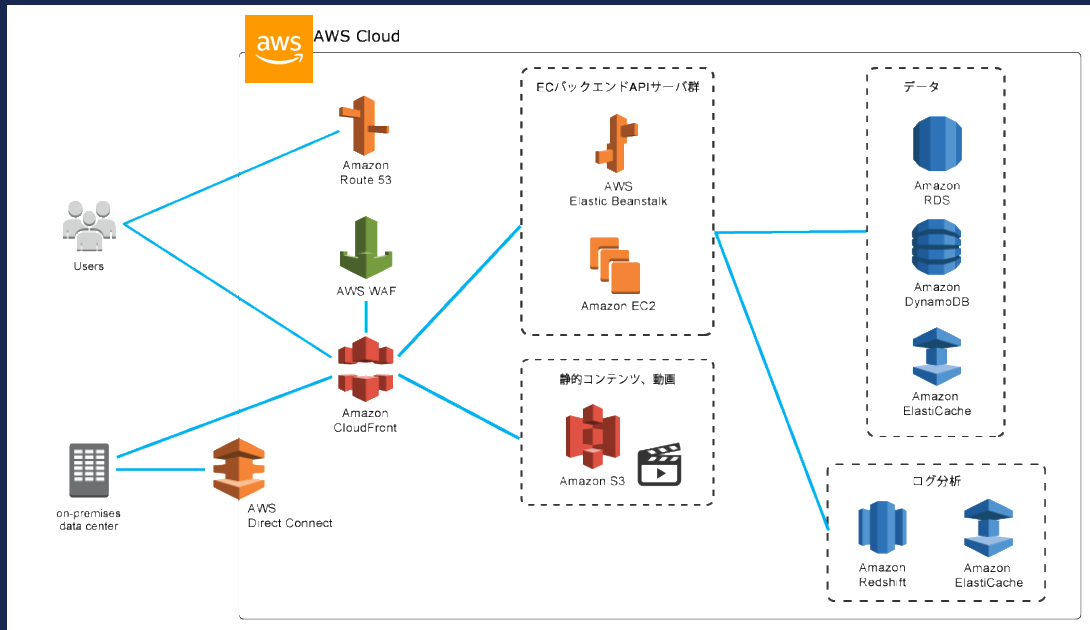 aws
AWS Cloud
Amazon
Route 53
AWS WAF
Amazon
CloudFront
Users
on-premises
data center
AWS
Direct Connect
ECバックエンドAPIサーバ群
AWS
Elastic Beanstalk
Amazon EC2
静的コンテンツ、動画
Amazon S3
データ
Amazon
RDS
Amazon
DynamoDB
Amazon
ElastiCache
ログ分析
Amazon
Redshift
Amazon
ElastiCache